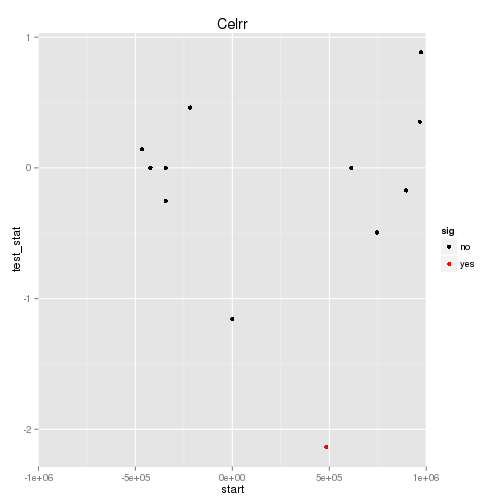 Celrr
1
0
-1
-2
test_stat
-1e+06
-5e+05
0e+00
5e+05
1e+06
start
sig
no
yes